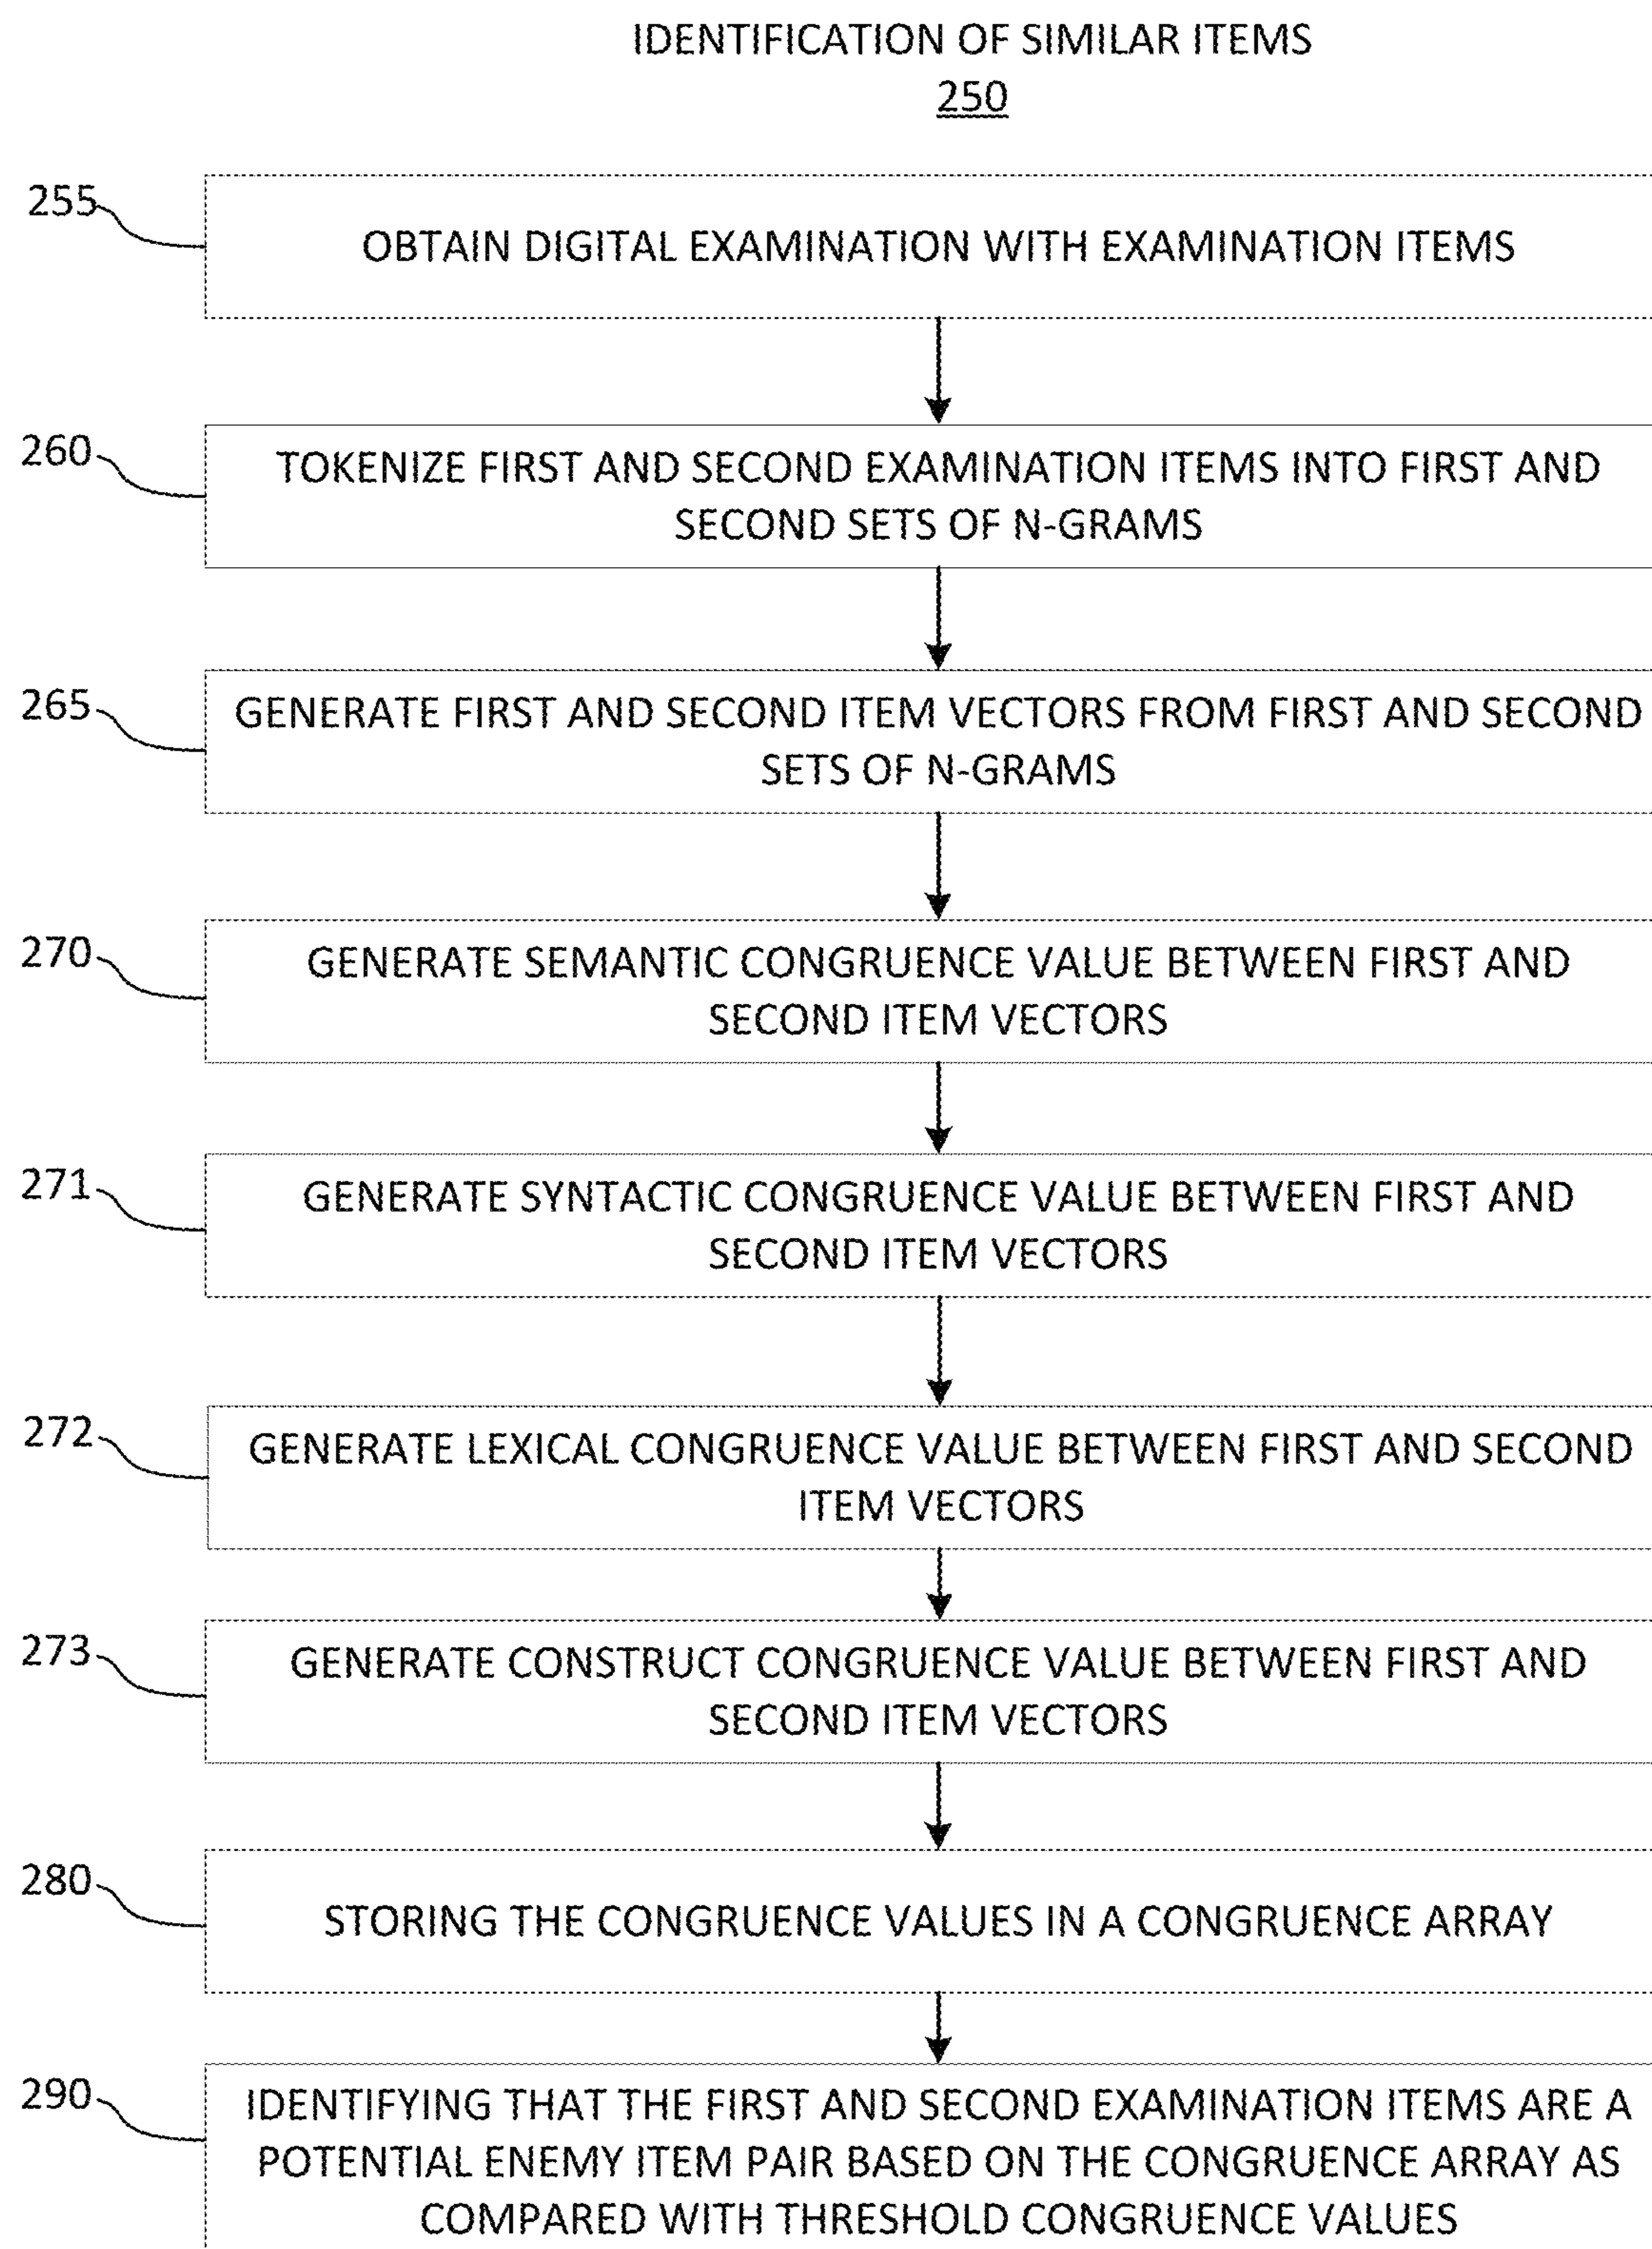 IDENTIFICATION OF SIMILAR ITEMS
250
255
OBTAIN DIGITAL EXAMINATION WITH EXAMINATION ITEMS
260
TOKENIZE FIRST AND SECOND EXAMINATION ITEMS INTO FIRST AND
SECOND SETS OF N-GRAMS
265
GENERATE FIRST AND SECOND ITEM VECTORS FROM FIRST AND SECOND
SETS OF N-GRAMS
270
GENERATE SEMANTIC CONGRUENCE VALUE BETWEEN FIRST AND
SECOND ITEM VECTORS
271
GENERATE SYNTACTIC CONGRUENCE VALUE BETWEEN FIRST AND
SECOND ITEM VECTORS
272
GENERATE LEXICAL CONGRUENCE VALUE BETWEEN FIRST AND SECOND
ITEM VECTORS
273
GENERATE CONSTRUCT CONGRUENCE VALUE BETWEEN FIRST AND
SECOND ITEM VECTORS
280
STORING THE CONGRUENCE VALUES IN A CONGRUENCE ARRAY
290
IDENTIFYING THAT THE FIRST AND SECOND EXAMINATION ITEMS ARE A
POTENTIAL ENEMY ITEM PAIR BASED ON THE CONGRUENCE ARRAY AS
COMPARED WITH THRESHOLD CONGRUENCE VALUES